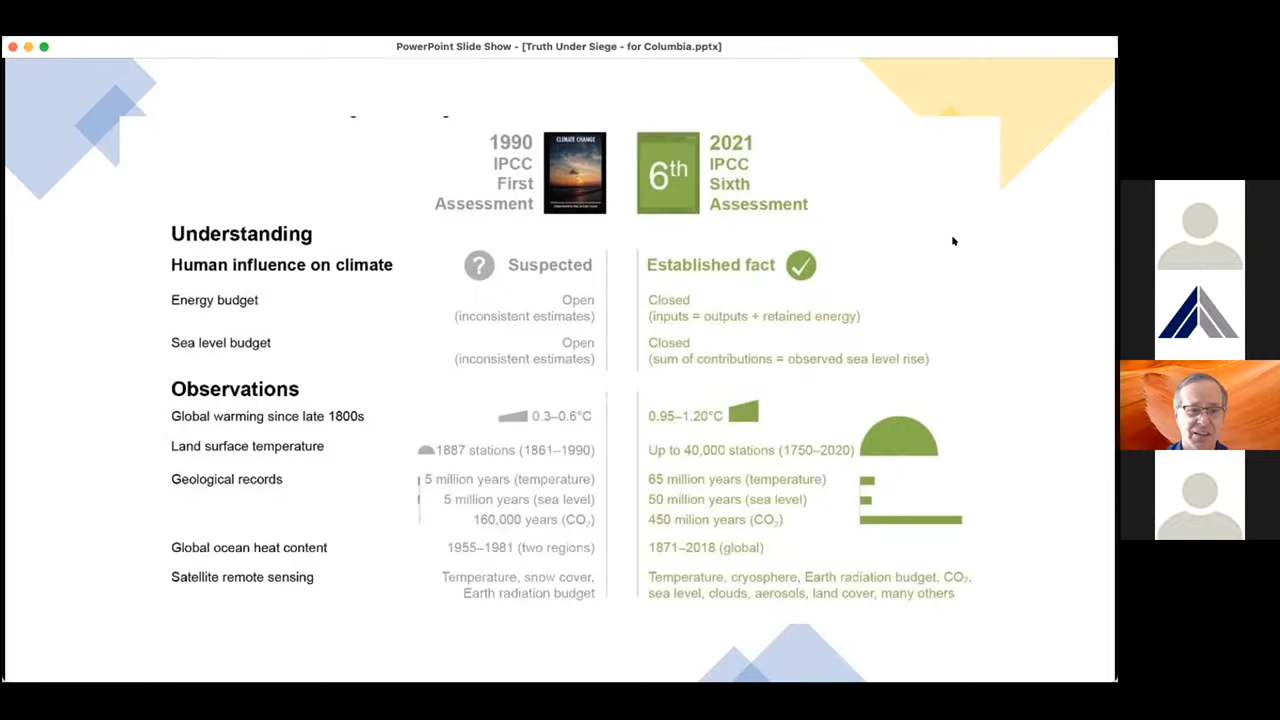 PowerPoint Slide Show - [Truth Under Siege - for Columbia.pptx]
1990
IPCC
First
Assessment
CLIMATE CHANGE
6th
2021
IPCC
Sixth
Assessment
Understanding
Human influence on climate
? Suspected
Established fact
Energy budget
Open
(inconsistent estimates)
Closed
(inputs = outputs + retained energy)
Sea level budget
Open
(inconsistent estimates)
Closed
(sum of contributions = observed sea level rise)
Observations
Global warming since late 1800s
0.3–0.6°C
0.95–1.20°C
Land surface temperature
1887 stations (1861–1990)
Up to 40,000 stations (1750–2020)
Geological records
5 million years (temperature)
65 million years (temperature)
5 million years (sea level)
50 million years (sea level)
160,000 years (CO₂)
450 milion years (CO₂)
Global ocean heat content
1955–1981 (two regions)
1871–2018 (global)
Satellite remote sensing
Temperature, snow cover,
Earth radiation budget
Temperature, cryosphere, Earth radiation budget, CO₂,
sea level, clouds, aerosols, land cover, many others